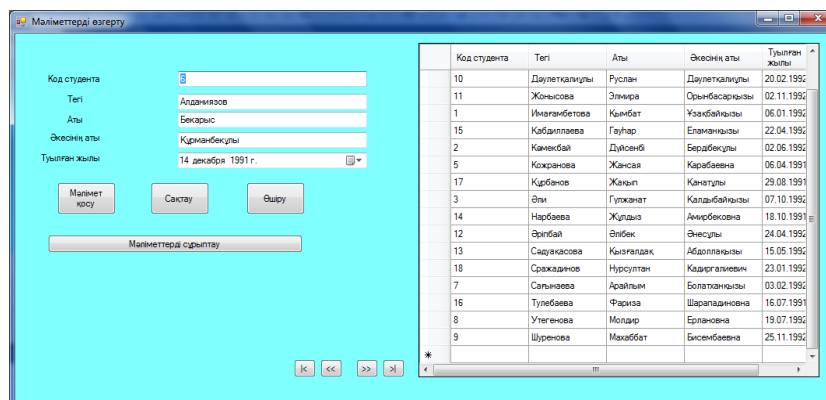 Мәліметтерді өзгерту
Код студента 6
Тегі Алданиязов
Аты Бекарыс
Әкесінің аты Құрманбекұлы
Туылған жылы 14 декабря 1991 г.
Мәлімет қосу Сақтау Өшіру
Мәліметтерді сұрыптау
|< << >> >|
Код студента Тегі Аты Әкесінің аты Туылған жылы
10 Дәулетқалиұлы Руслан Дәулетқалиұлы 20.02.1992
11 Жонысова Элмира Орынбасарқызы 02.11.1992
1 Имағамбетова Қымбат Ұзақбайқызы 06.01.1992
15 Қабдиллаева Гауһар Еламанқызы 22.04.1992
2 Көмекбай Дүйсенбі Бердібекұлы 02.06.1992
5 Кожранова Жансая Карабаевна 06.04.1991
17 Құрбанов Жақып Қанатұлы 29.08.1991
3 Әли Гүлжанат Қалдыбайқызы 07.10.1992
14 Нарбаева Жұлдыз Амирбековна 18.10.1991
12 Әріпбай Әлібек Әнесұлы 24.04.1992
13 Садуақасова Қызғалдақ Абдоллақызы 15.05.1992
18 Сражадинов Нурсултан Кадиргалиевич 23.01.1992
7 Сағынаева Арайлым Болатханқызы 03.02.1992
16 Тулебаева Фариза Шарападиновна 16.07.1991
8 Утегенова Молдир Ерлановна 19.07.1992
9 Шуренова Махаббат Бисембаевна 25.11.1992